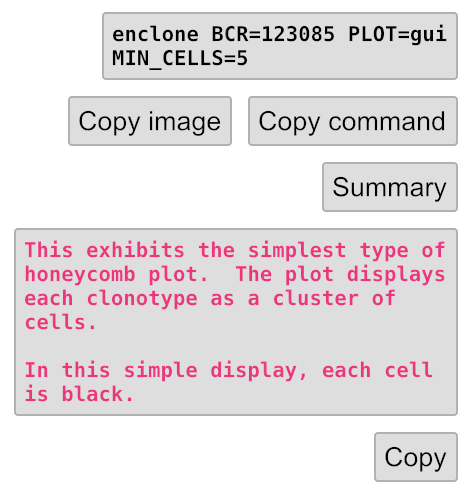 enclone BCR=123085 PLOT=gui
MIN_CELLS=5
Copy image
Copy command
Summary
This exhibits the simplest type of
honeycomb plot.  The plot displays
each clonotype as a cluster of
cells.
In this simple display, each cell
is black.
Copy